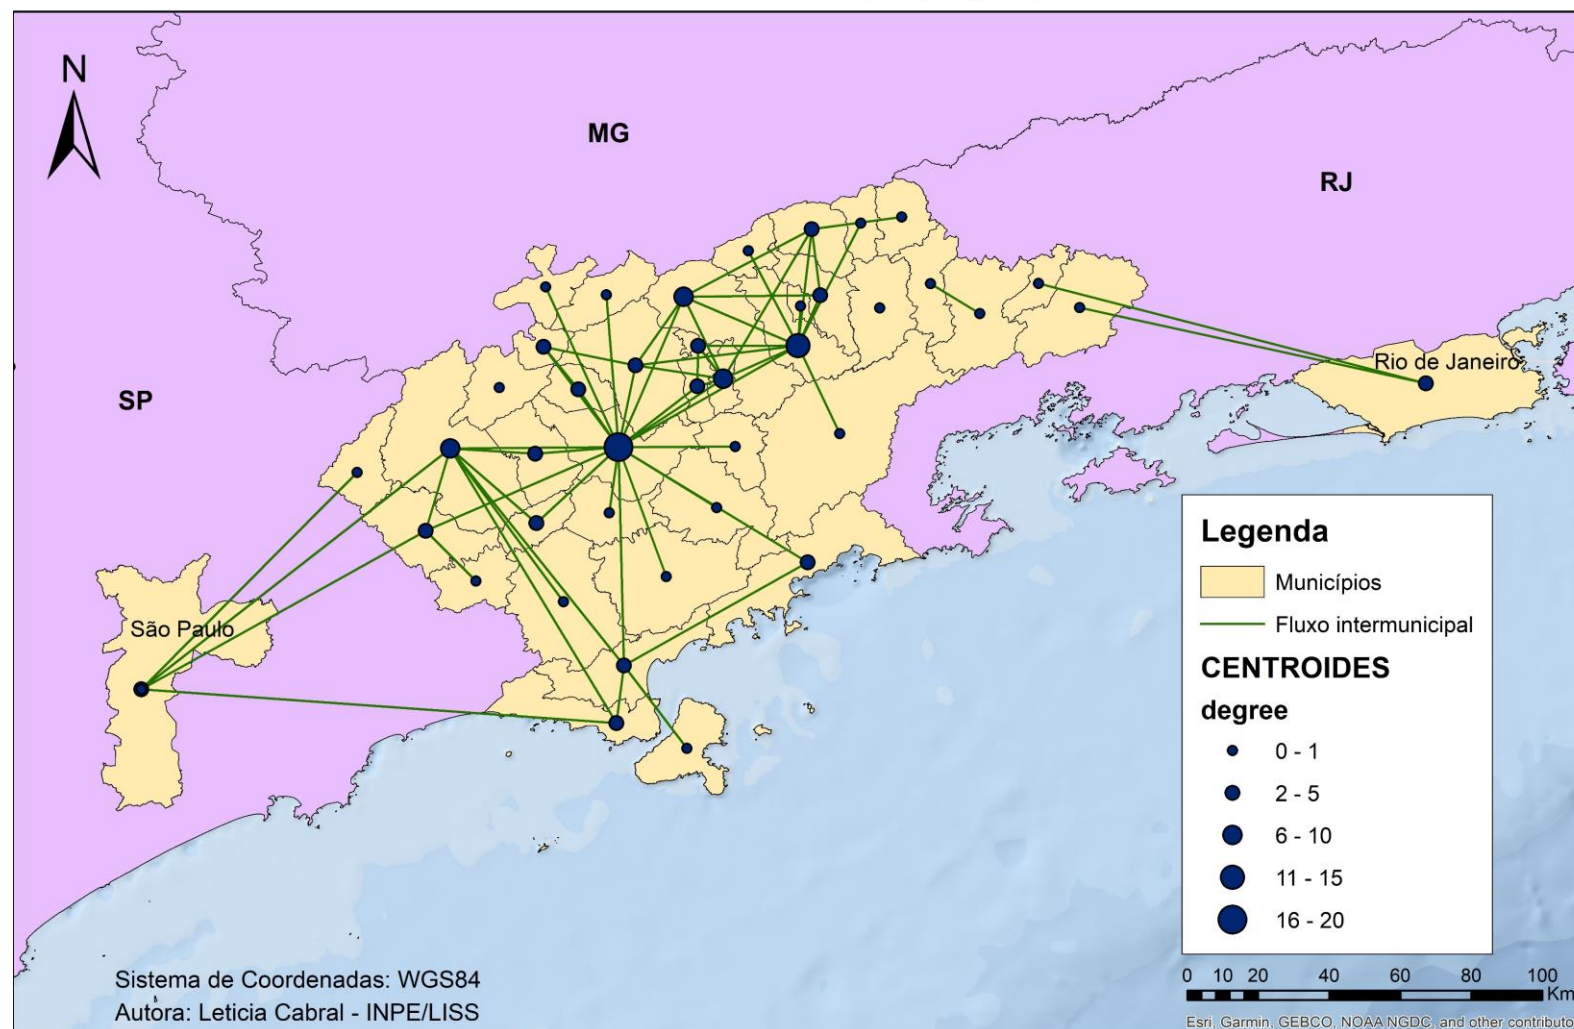 N
MG
RJ
SP
Rio de Janeiro
São Paulo
Legenda
Municípios
Fluxo intermunicipal
CENTROIDES
degree
0 - 1
2 - 5
6 - 10
11 - 15
16 - 20
Sistema de Coordenadas: WGS84
Autora: Leticia Cabral - INPE/LISS
0 10 20 40 60 80 100
Km
Esri, Garmin, GEBCO, NOAA NGDC, and other contributo